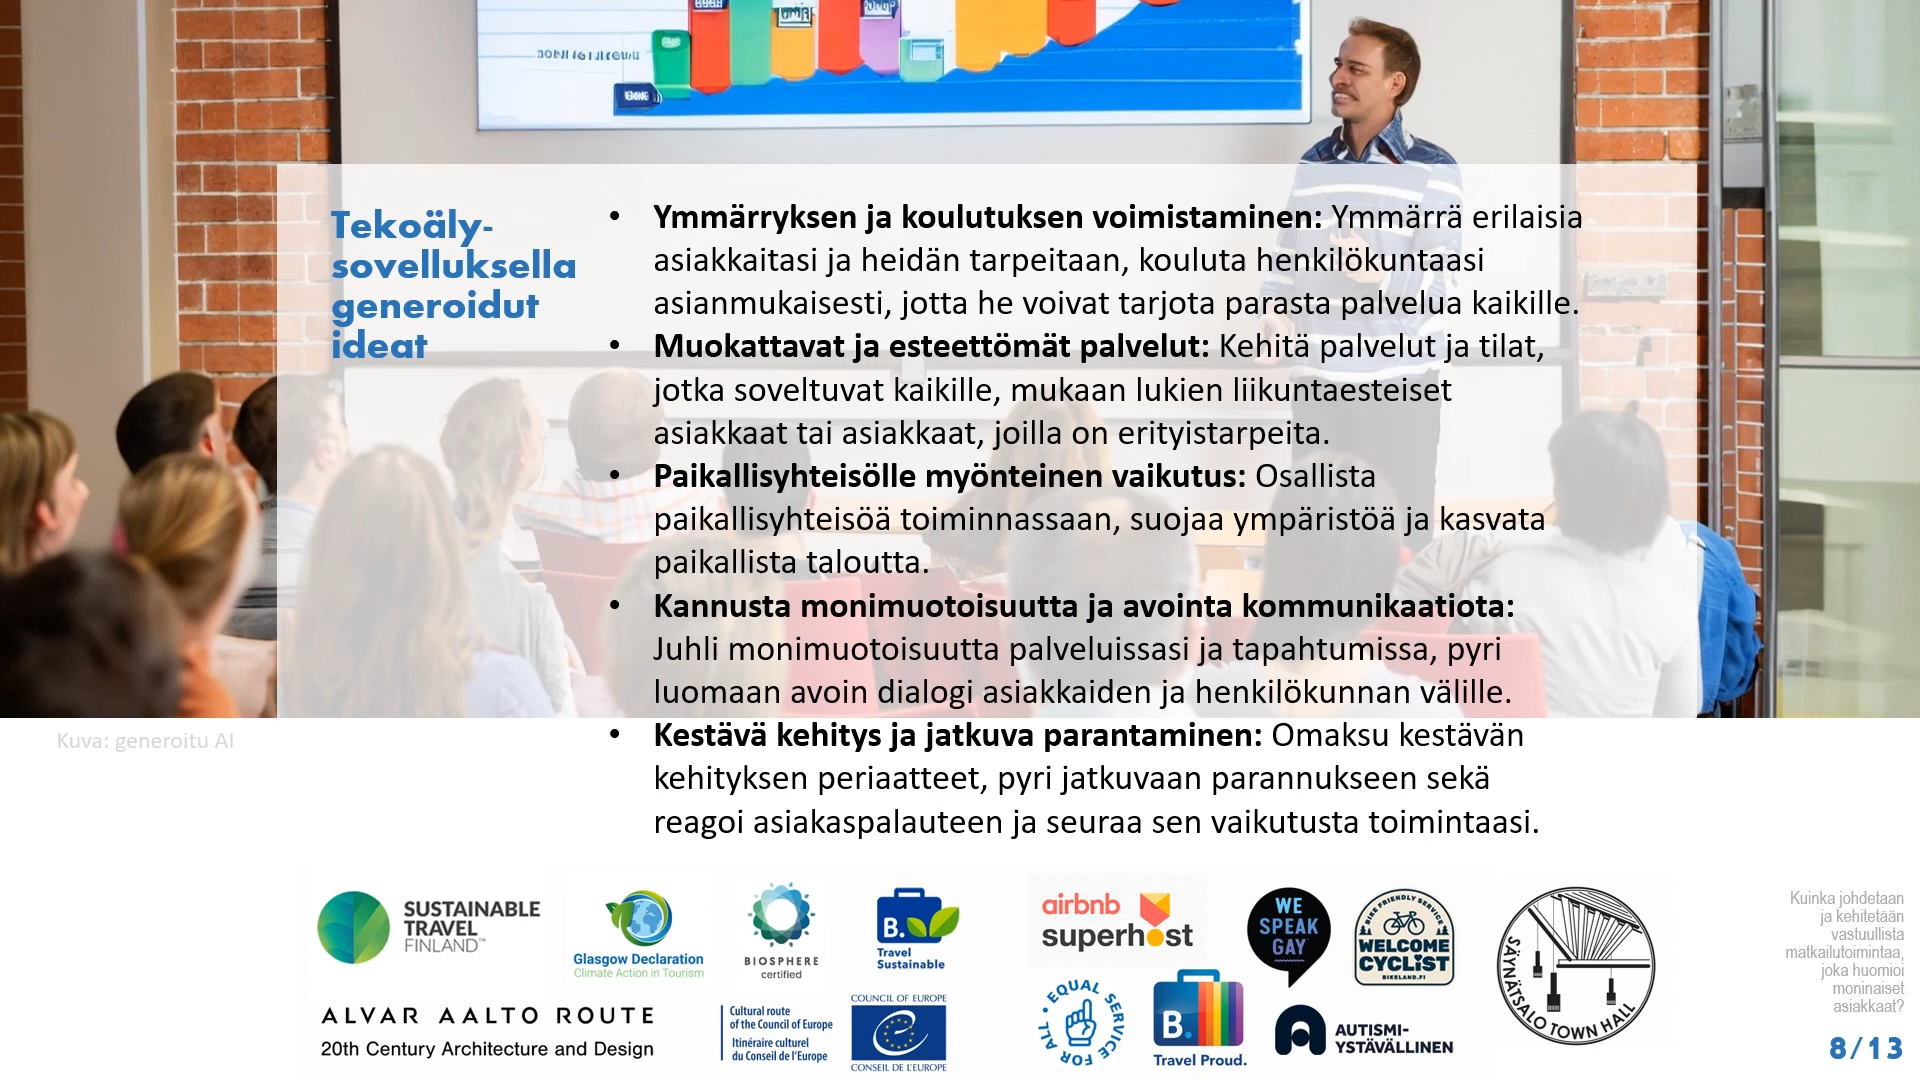 Tekoäly-
sovelluksella
generoidut
ideat
• Ymmärryksen ja koulutuksen voimistaminen: Ymmärrä erilaisia
asiakkaitasi ja heidän tarpeitaan, kouluta henkilökuntaasi
asianmukaisesti, jotta he voivat tarjota parasta palvelua kaikille.
• Muokattavat ja esteettömät palvelut: Kehitä palvelut ja tilat,
jotka soveltuvat kaikille, mukaan lukien liikuntaesteiset
asiakkaat tai asiakkaat, joilla on erityistarpeita.
• Paikallisyhteisölle myönteinen vaikutus: Osallista
paikallisyhteisöä toiminnassaan, suojaa ympäristöä ja kasvata
paikallista taloutta.
• Kannusta monimuotoisuutta ja avointa kommunikaatiota:
Juhli monimuotoisuutta palveluissasi ja tapahtumissa, pyri
luomaan avoin dialogi asiakkaiden ja henkilökunnan välille.
• Kestävä kehitys ja jatkuva parantaminen: Omaksu kestävän
kehityksen periaatteet, pyri jatkuvaan parannukseen sekä
reagoi asiakaspalauteen ja seuraa sen vaikutusta toimintaasi.
Kuva: generoitu AI
SUSTAINABLE
TRAVEL
FINLAND™
Glasgow Declaration
Climate Action in Tourism
BIOSPHERE
certified
B.
Travel
Sustainable
airbnb
superhost
WE
SPEAK
GAY
BIKE FRIENDLY SERVICE
WELCOME
CYCLIST
BIKELAND.FI
SÄYNÄTSALO TOWN HALL
ALVAR AALTO ROUTE
20th Century Architecture and Design
Cultural route
of the Council of Europe
Itinéraire culturel
du Conseil de l'Europe
COUNCIL OF EUROPE
CONSEIL DE L'EUROPE
EQUAL SERVICE FOR ALL
B.
Travel Proud.
AUTISMI-
YSTÄVÄLLINEN
Kuinka johdetaan
ja kehitetään
vastuullista
matkailutoimintaa,
joka huomioi
moninaiset
asiakkaat?
8/13